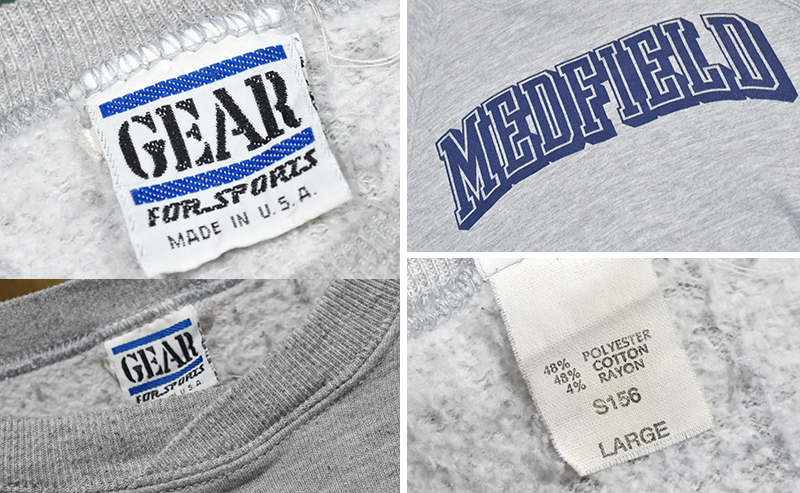 GEAR
FOR SPORTS
MADE IN U.S.A.
MEDFIELD
GEAR
FOR SPORTS
U.S.A.
48% POLYESTER
48% COTTON
4% RAYON
S156
LARGE